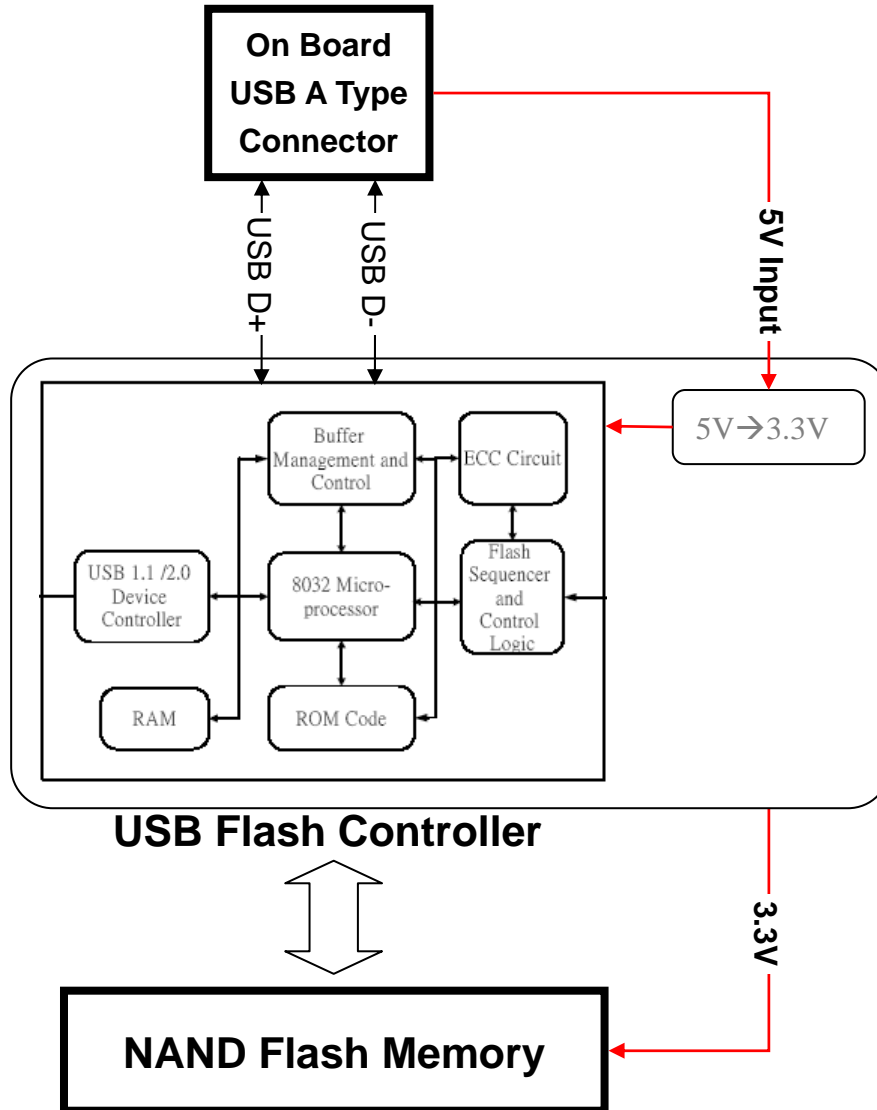 On Board
USB A Type
Connector
USB D+
USB D-
5V Input
5V→3.3V
Buffer
Management and
Control
ECC Circuit
USB 1.1 /2.0
Device
Controller
8032 Micro-
processor
Flash
Sequencer
and
Control
Logic
RAM
ROM Code
USB Flash Controller
3.3V
NAND Flash Memory